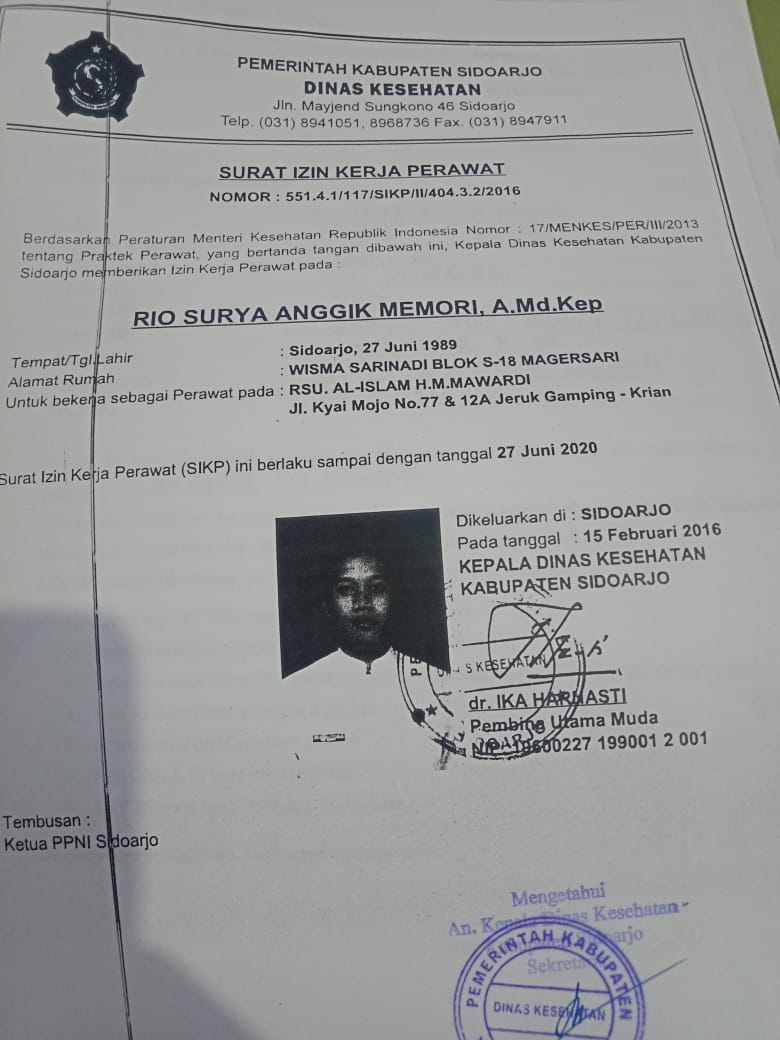 PEMERINTAH KABUPATEN SIDOARJO
DINAS KESEHATAN
Jln. Mayjend Sungkono 46 Sidoarjo
Telp. (031) 8941051, 8968736 Fax. (031) 8947911
SURAT IZIN KERJA PERAWAT
NOMOR : 551.4.1/117/SIKP/II/404.3.2/2016
Berdasarkan Peraturan Menteri Kesehatan Republik Indonesia Nomor : 17/MENKES/PER/III/2013
tentang Praktek Perawat, yang bertanda tangan dibawah ini, Kepala Dinas Kesehatan Kabupaten
Sidoarjo memberikan Izin Kerja Perawat pada :
RIO SURYA ANGGIK MEMORI, A.Md.Kep
Tempat/Tgl.Lahir : Sidoarjo, 27 Juni 1989
Alamat Rumah : WISMA SARINADI BLOK S-18 MAGERSARI
Untuk bekerja sebagai Perawat pada : RSU. AL-ISLAM H.M.MAWARDI
Jl. Kyai Mojo No.77 & 12A Jeruk Gamping - Krian
Surat Izin Kerja Perawat (SIKP) ini berlaku sampai dengan tanggal 27 Juni 2020
Dikeluarkan di : SIDOARJO
Pada tanggal : 15 Februari 2016
KEPALA DINAS KESEHATAN
KABUPATEN SIDOARJO
S KESEHATAN
dr. IKA HARNASTI
Pembina Utama Muda
NIP. 19600227 199001 2 001
Tembusan :
Ketua PPNI Sidoarjo
Mengetahui
An. Kepala Dinas Kesehatan
Sekretaris
PEMERINTAH KABUPATEN
DINAS KESEHATAN